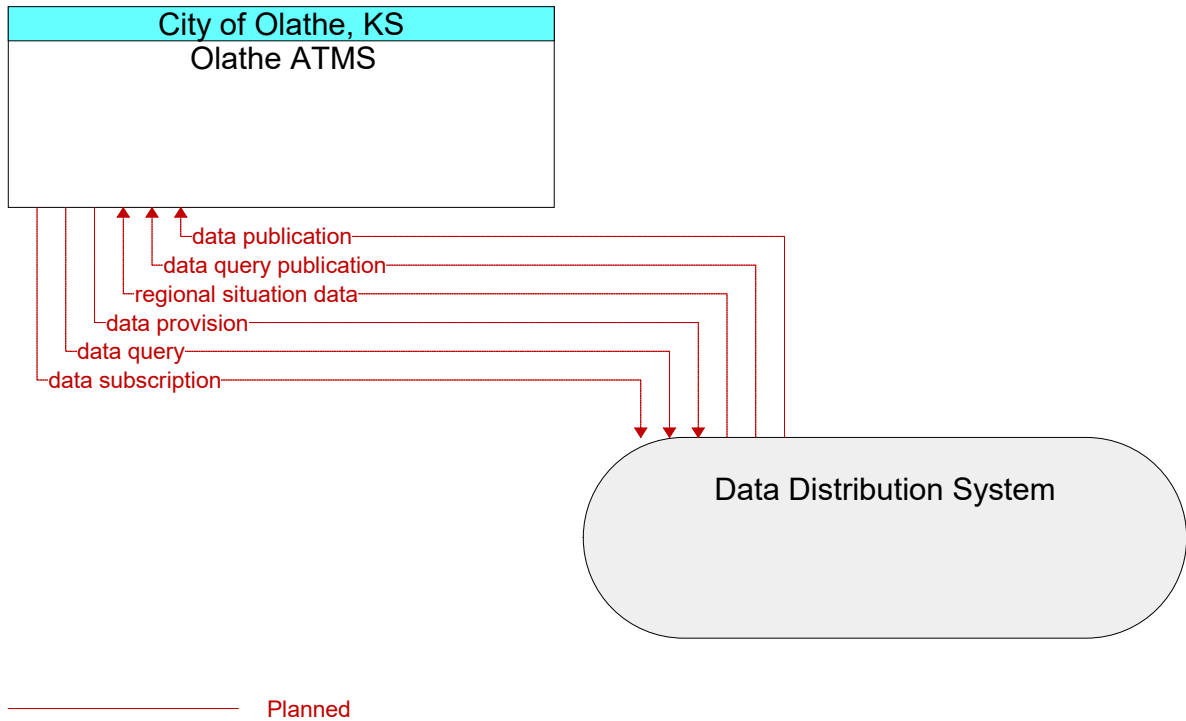 City of Olathe, KS
Olathe ATMS
data publication
data query publication
regional situation data
data provision
data query
data subscription
Data Distribution System
Planned